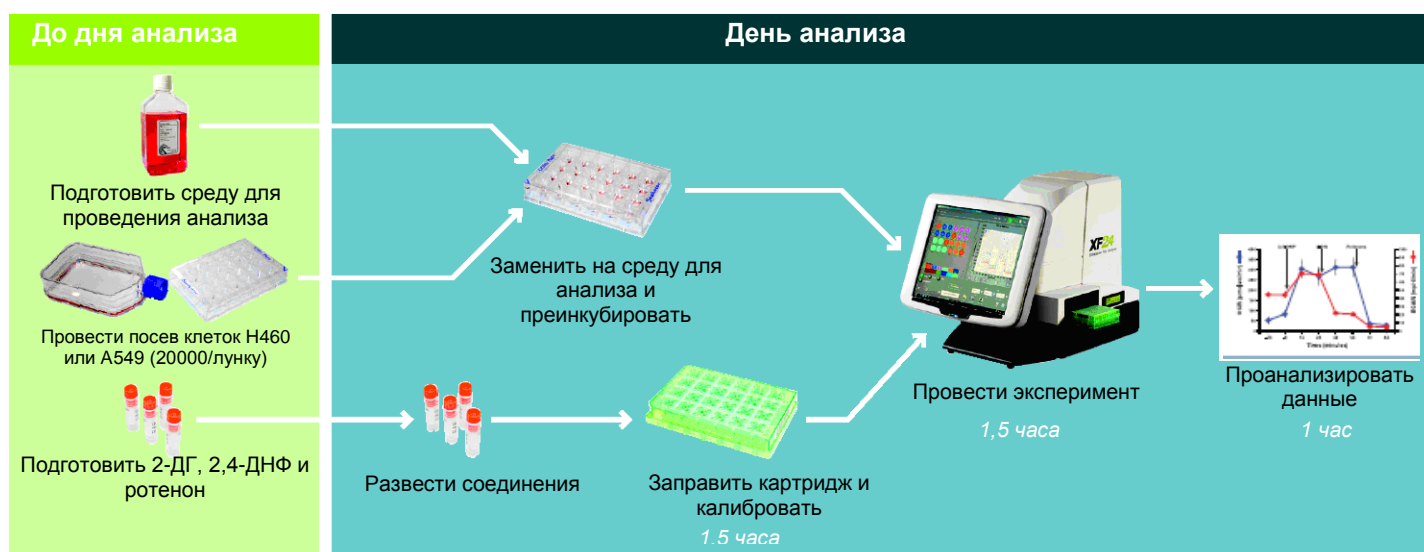 До дня анализа
День анализа
Подготовить среду для
проведения анализа
Провести посев клеток H460
или A549 (20000/лунку)
Подготовить 2-ДГ, 2,4-ДНФ и
ротенон
Заменить на среду для
анализа и
преинкубировать
Развести соединения
Заправить картридж и
калибровать
1.5 часа
XF24
Провести эксперимент
1,5 часа
Time (minutes)
Проанализировать
данные
1 час